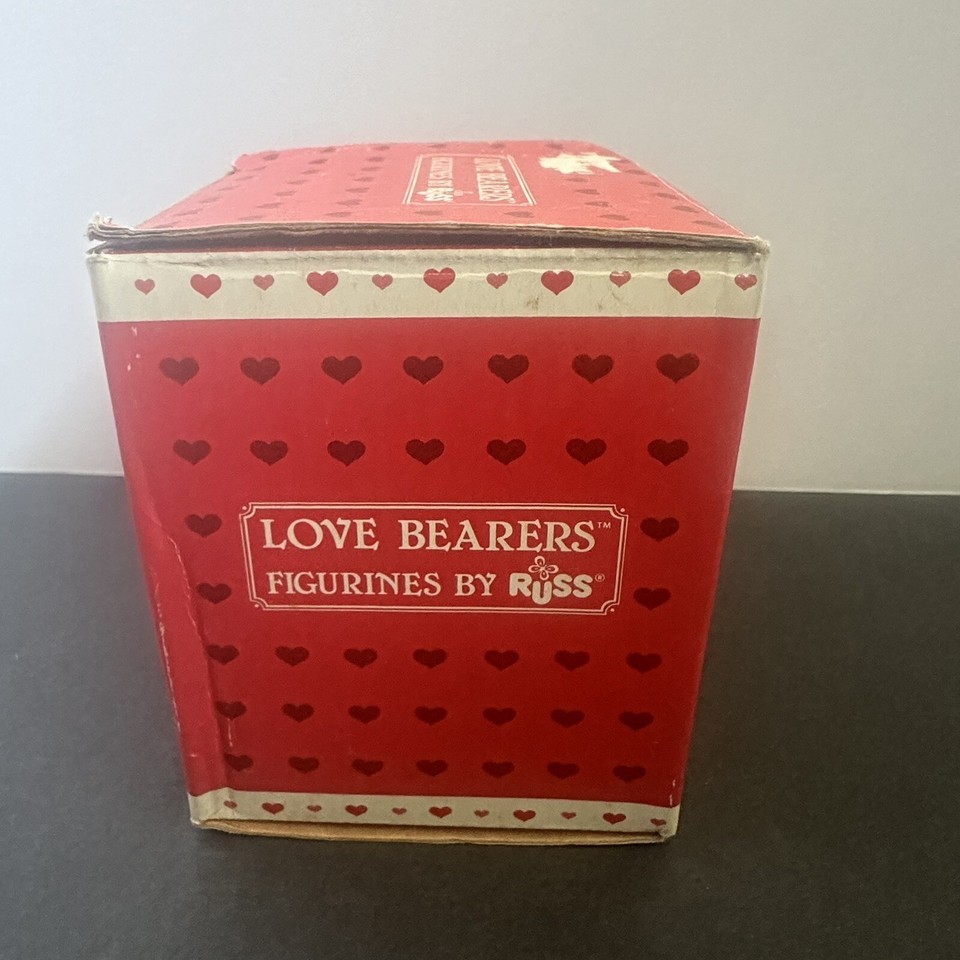 LOVE BEARERS
FIGURINES BY RUSS
LOVE BEARERS™
FIGURINES BY RUSS®